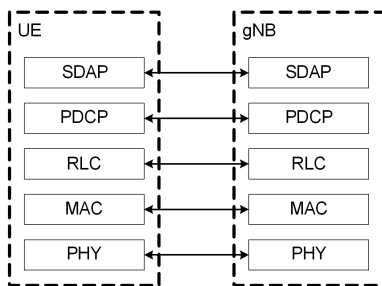 UE gNB
SDAP SDAP
PDCP PDCP
RLC RLC
MAC MAC
PHY PHY